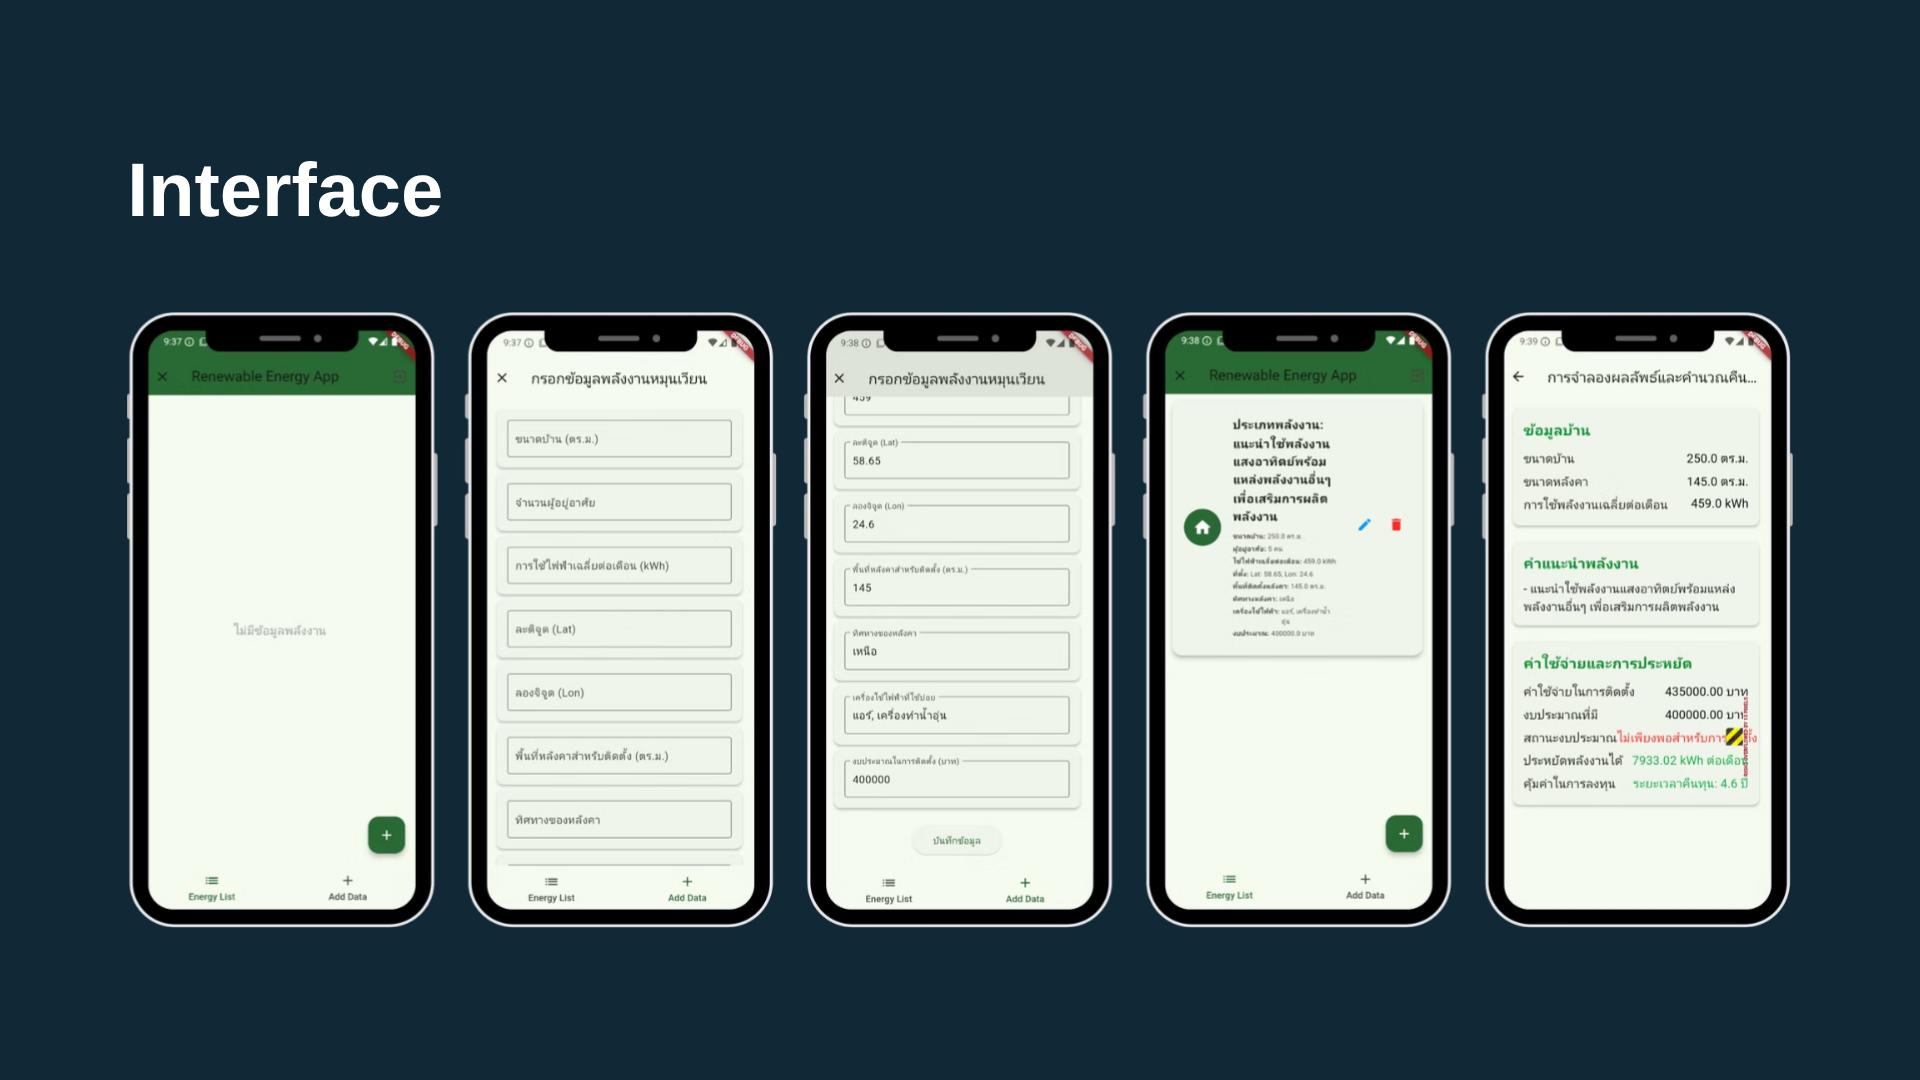 Interface
9:37
DEBUG
Renewable Energy App
ไม่มีข้อมูลพลังงาน
+
Energy List
Add Data
9:37
กรอกข้อมูลพลังงานหมุนเวียน
ขนาดบ้าน (ตร.ม.)
จำนวนผู้อยู่อาศัย
การใช้ไฟฟ้าเฉลี่ยต่อเดือน (kWh)
ละติจูด (Lat)
ลองจิจูด (Lon)
พื้นที่หลังคาสำหรับติดตั้ง (ตร.ม.)
ทิศทางของหลังคา
Energy List
Add Data
9:38
DEBUG
กรอกข้อมูลพลังงานหมุนเวียน
459
ละติจูด (Lat)
58.65
ลองจิจูด (Lon)
24.6
พื้นที่หลังคาสำหรับติดตั้ง (ตร.ม.)
145
ทิศทางของหลังคา
เหนือ
เครื่องใช้ไฟฟ้าที่ใช้บ่อย
แอร์, เครื่องทำน้ำอุ่น
งบประมาณในการติดตั้ง (บาท)
400000
บันทึกข้อมูล
Energy List
Add Data
9:38
DEBUG
Renewable Energy App
ประเภทพลังงาน:
แนะนำใช้พลังงาน
แสงอาทิตย์พร้อม
แหล่งพลังงานอื่นๆ
เพื่อเสริมการผลิต
พลังงาน
ขนาดบ้าน: 250.0 ตร.ม.
ผู้อยู่อาศัย: 5 คน
ใช้ไฟฟ้าเฉลี่ยต่อเดือน: 459.0 kWh
ที่ตั้ง: Lat: 58.65, Lon: 24.6
พื้นที่ติดตั้งหลังคา: 145.0 ตร.ม.
ทิศทางหลังคา: เหนือ
เครื่องใช้ไฟฟ้า: แอร์, เครื่องทำน้ำ
อุ่น
งบประมาณ: 400000.0 บาท
+
Energy List
Add Data
9:39
การจำลองผลลัพธ์และคำนวณคืน...
ข้อมูลบ้าน
ขนาดบ้าน 250.0 ตร.ม.
ขนาดหลังคา 145.0 ตร.ม.
การใช้พลังงานเฉลี่ยต่อเดือน 459.0 kWh
คำแนะนำพลังงาน
- แนะนำใช้พลังงานแสงอาทิตย์พร้อมแหล่ง
พลังงานอื่นๆ เพื่อเสริมการผลิตพลังงาน
ค่าใช้จ่ายและการประหยัด
ค่าใช้จ่ายในการติดตั้ง 435000.00 บาท
งบประมาณที่มี 400000.00 บาท
สถานะงบประมาณ ไม่เพียงพอสำหรับการ
ประหยัดพลังงานได้ 7933.02 kWh ต่อเดือน
คุ้มค่าในการลงทุน ระยะเวลาคืนทุน: 4.6 ปี